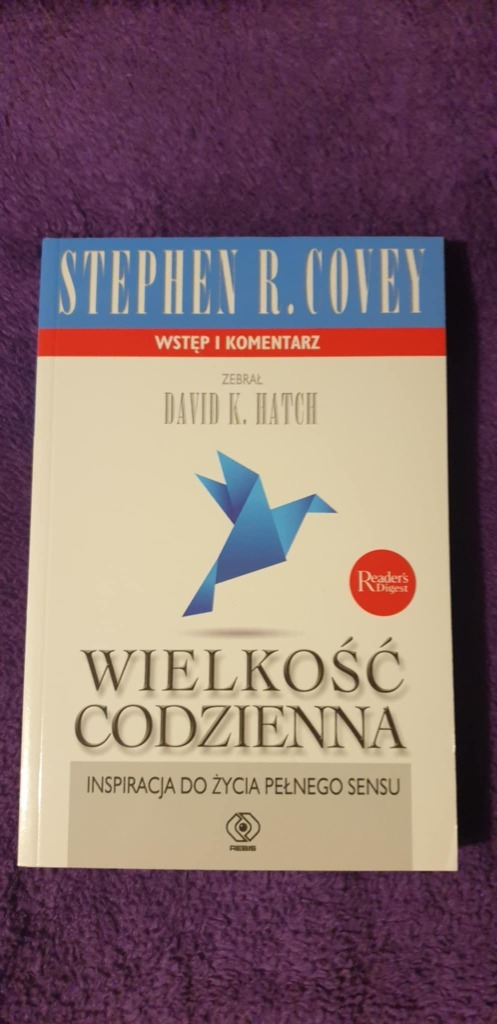 STEPHEN R. COVEY
WSTĘP I KOMENTARZ
ZEBRAŁ
DAVID K. HATCH
Reader's
Digest
WIELKOŚĆ
CODZIENNA
INSPIRACJA DO ŻYCIA PEŁNEGO SENSU
REBIS